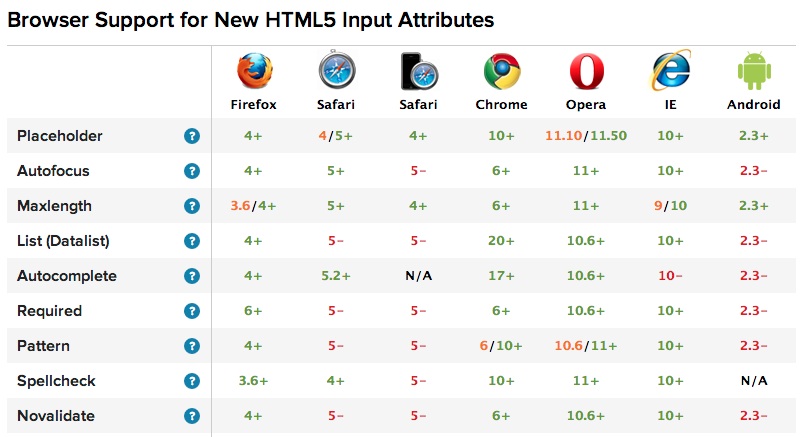 Browser Support for New HTML5 Input Attributes
Firefox Safari Safari Chrome Opera IE Android
Placeholder ? 4+ 4/5+ 4+ 10+ 11.10/11.50 10+ 2.3+
Autofocus ? 4+ 5+ 5− 6+ 11+ 10+ 2.3−
Maxlength ? 3.6/4+ 5+ 4+ 6+ 11+ 9/10 2.3+
List (Datalist) ? 4+ 5− 5− 20+ 10.6+ 10+ 2.3−
Autocomplete ? 4+ 5.2+ N/A 17+ 10.6+ 10− 2.3−
Required ? 6+ 5− 5− 6+ 10.6+ 10+ 2.3−
Pattern ? 4+ 5− 5− 6/10+ 10.6/11+ 10+ 2.3−
Spellcheck ? 3.6+ 4+ 5− 10+ 11+ 10+ N/A
Novalidate ? 4+ 5− 5− 6+ 10.6+ 10+ 2.3−